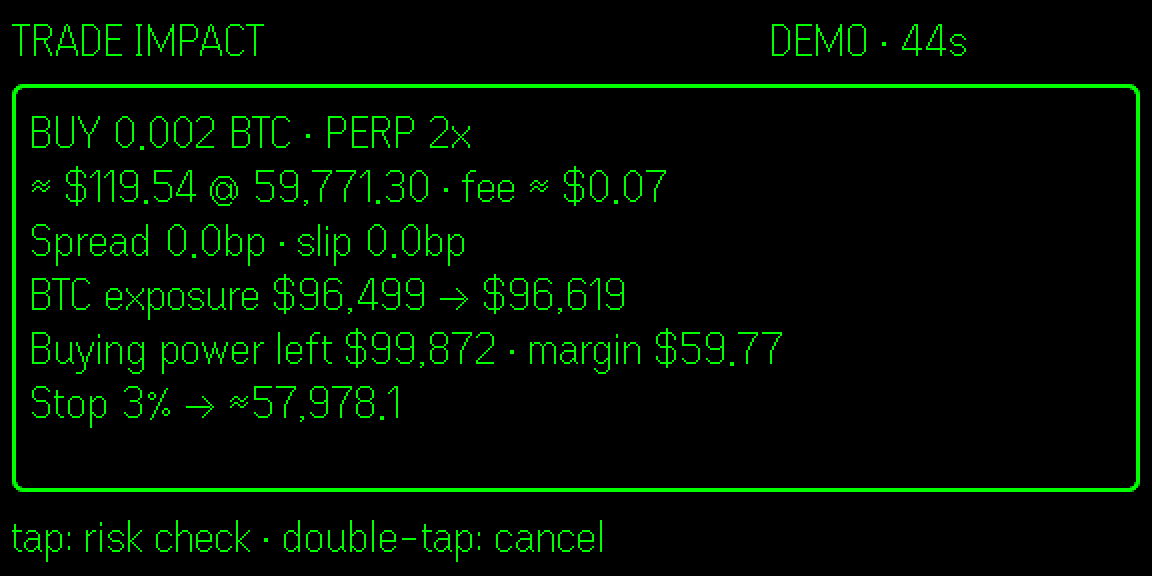 TRADE IMPACT DEMO · 44s
BUY 0.002 BTC · PERP 2x
≈ $119.54 @ 59,771.30 · fee ≈ $0.07
Spread 0.0bp · slip 0.0bp
BTC exposure $96,499 → $96,619
Buying power left $99,872 · margin $59.77
Stop 3% → ≈57,978.1
tap: risk check · double-tap: cancel